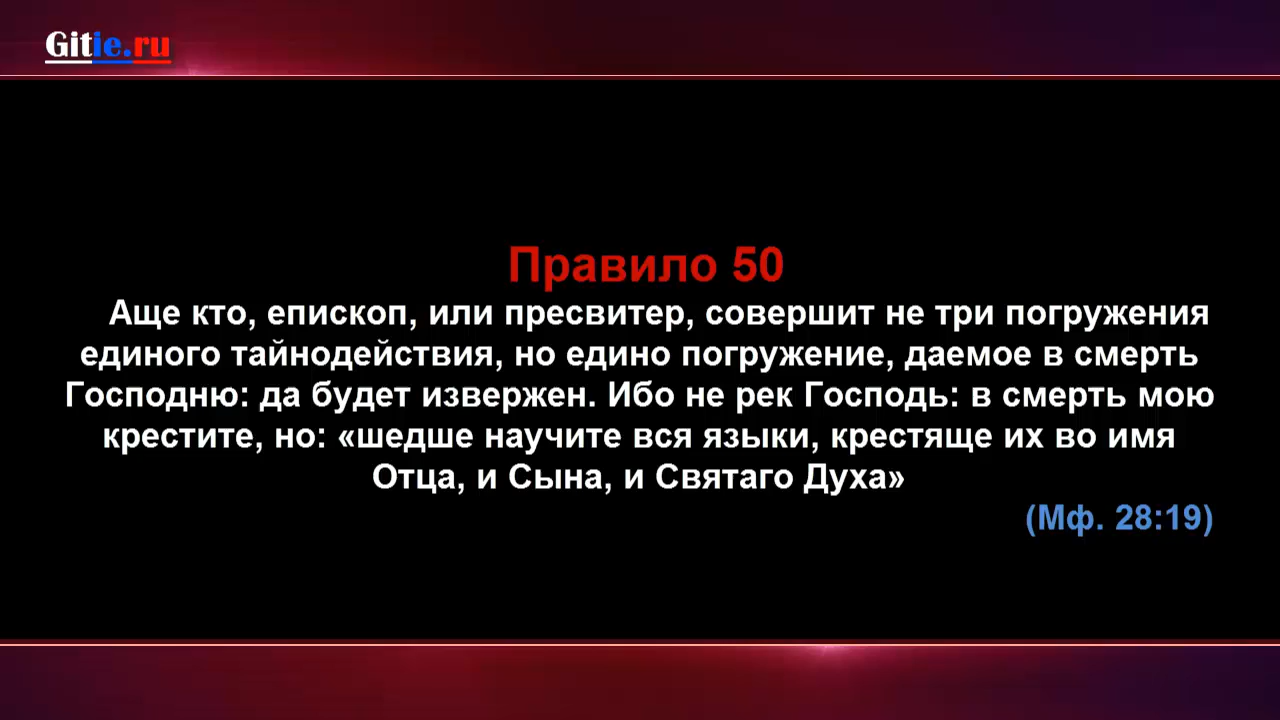 Gitie.ru
Правило 50
Аще кто, епископ, или пресвитер, совершит не три погружения
единого тайнодействия, но едино погружение, даемое в смерть
Господню: да будет извержен. Ибо не рек Господь: в смерть мою
крестите, но: «шедше научите вся языки, крестяще их во имя
Отца, и Сына, и Святаго Духа»
(Мф. 28:19)